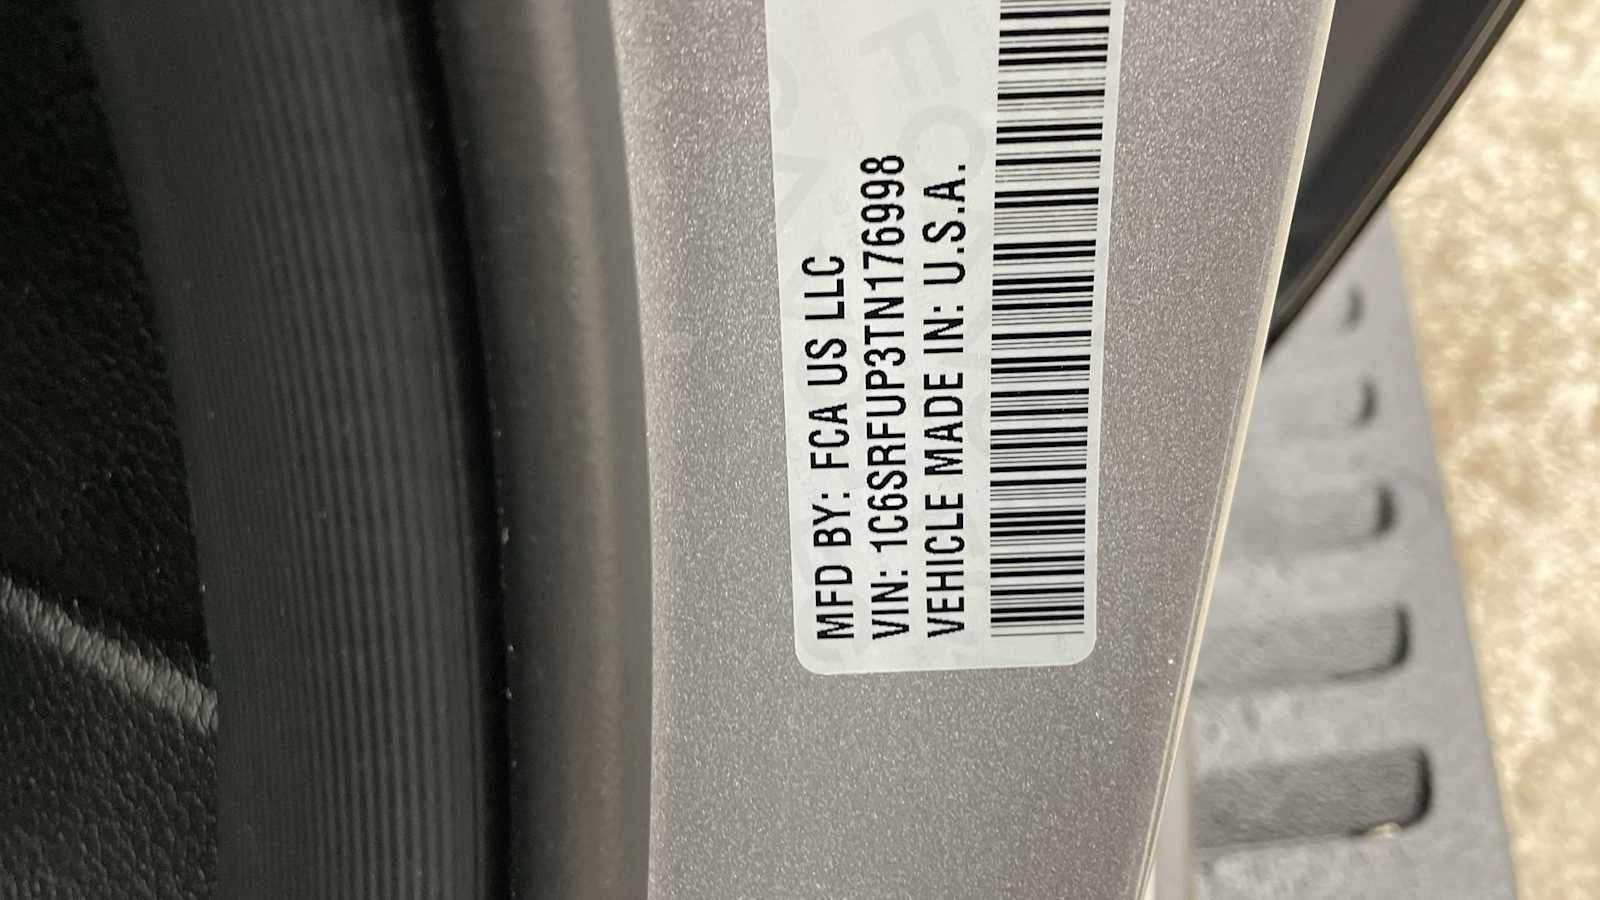 MFD BY: FCA US LLC
VIN: 1C6SRFUP3TN176998
VEHICLE MADE IN: U.S.A.